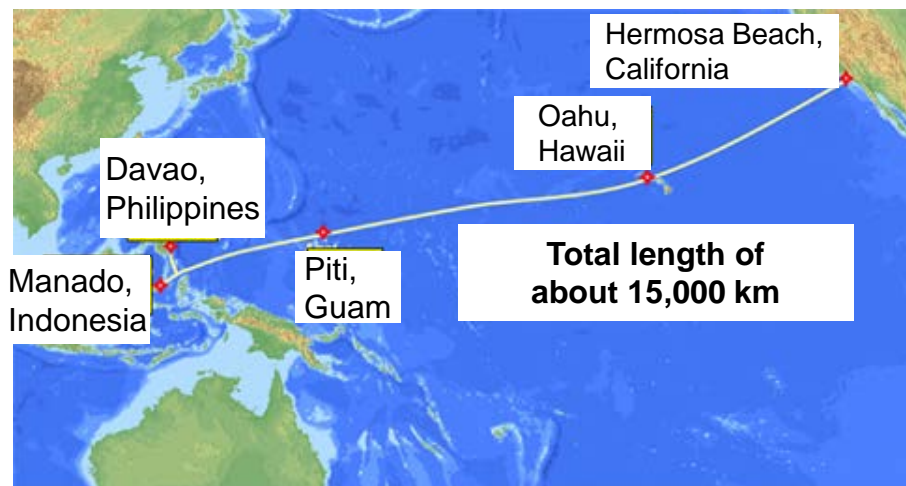 Hermosa Beach,
California
Oahu,
Hawaii
Davao,
Philippines
Manado,
Indonesia
Piti,
Guam
Total length of
about 15,000 km